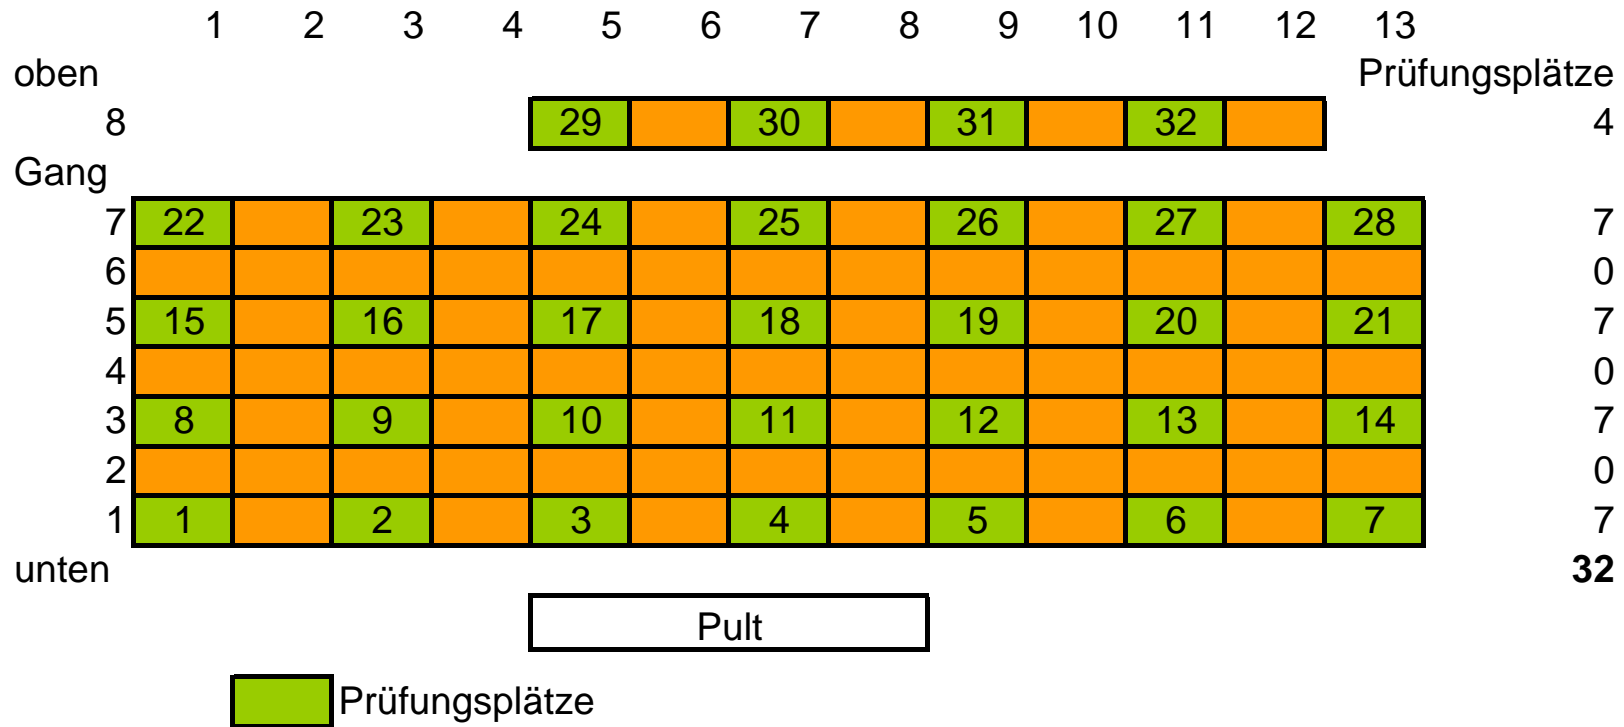 1 2 3 4 5 6 7 8 9 10 11 12 13
oben Prüfungsplätze
8 29 30 31 32 4
Gang
7 22 23 24 25 26 27 28 7
6 0
5 15 16 17 18 19 20 21 7
4 0
3 8 9 10 11 12 13 14 7
2 0
1 1 2 3 4 5 6 7 7
unten 32
Pult
Prüfungsplätze